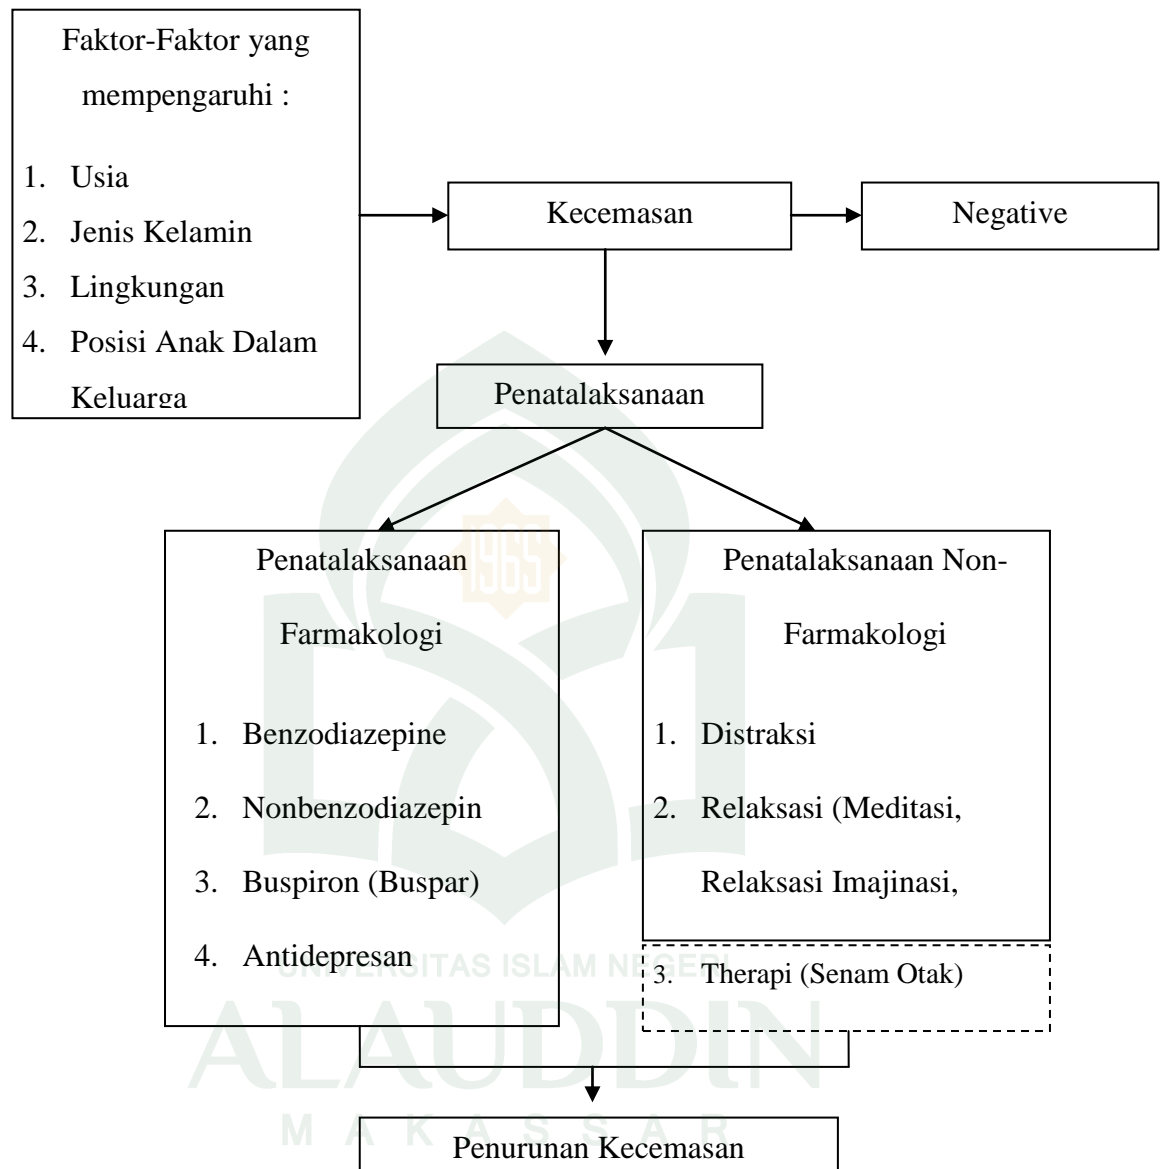 Faktor-Faktor yang
mempengaruhi :
1. Usia
2. Jenis Kelamin
3. Lingkungan
4. Posisi Anak Dalam
Keluarga
Kecemasan
Negative
Penatalaksanaan
Penatalaksanaan
Farmakologi
1. Benzodiazepine
2. Nonbenzodiazepin
3. Buspiron (Buspar)
4. Antidepresan
Penatalaksanaan Non-
Farmakologi
1. Distraksi
2. Relaksasi (Meditasi,
Relaksasi Imajinasi,
3. Therapi (Senam Otak)
Penurunan Kecemasan
1965
UNIVERSITAS ISLAM NEGERI
ALAUDDIN
MAKASSAR